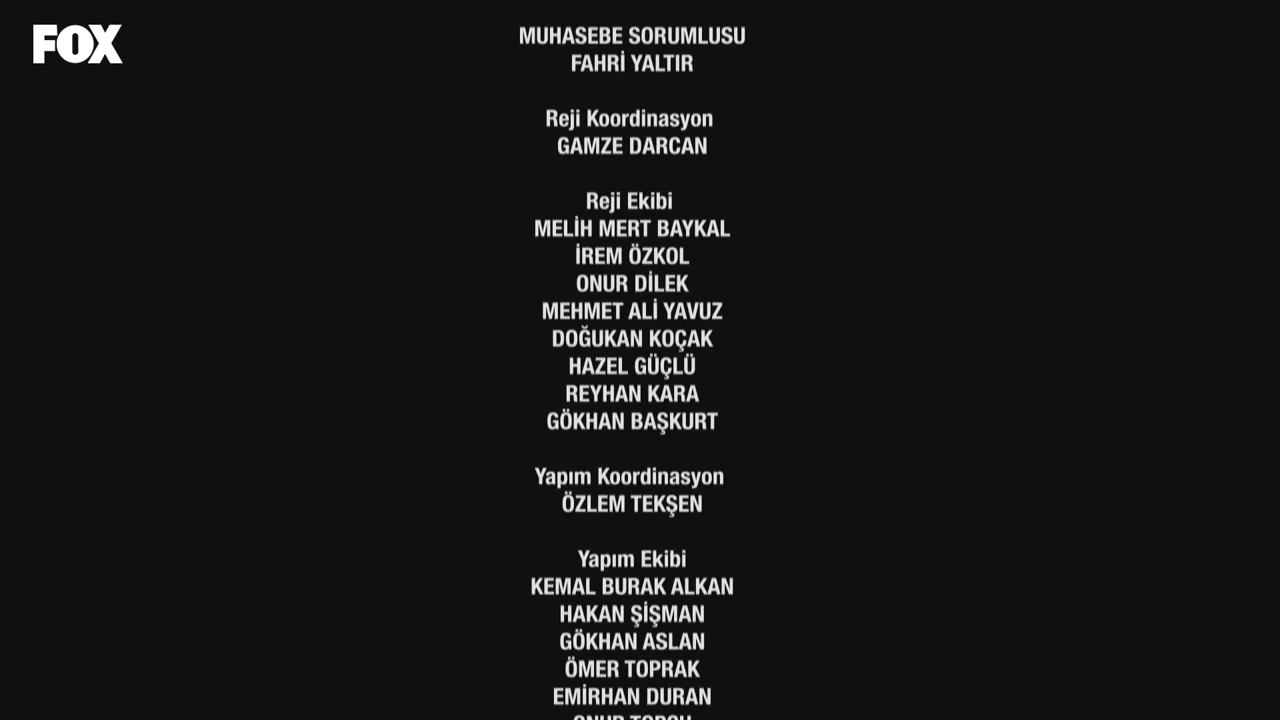 FOX
MUHASEBE SORUMLUSU
FAHRİ YALTIR
Reji Koordinasyon
GAMZE DARCAN
Reji Ekibi
MELİH MERT BAYKAL
İREM ÖZKOL
ONUR DİLEK
MEHMET ALİ YAVUZ
DOĞUKAN KOÇAK
HAZEL GÜÇLÜ
REYHAN KARA
GÖKHAN BAŞKURT
Yapım Koordinasyon
ÖZLEM TEKŞEN
Yapım Ekibi
KEMAL BURAK ALKAN
HAKAN ŞİŞMAN
GÖKHAN ASLAN
ÖMER TOPRAK
EMİRHAN DURAN